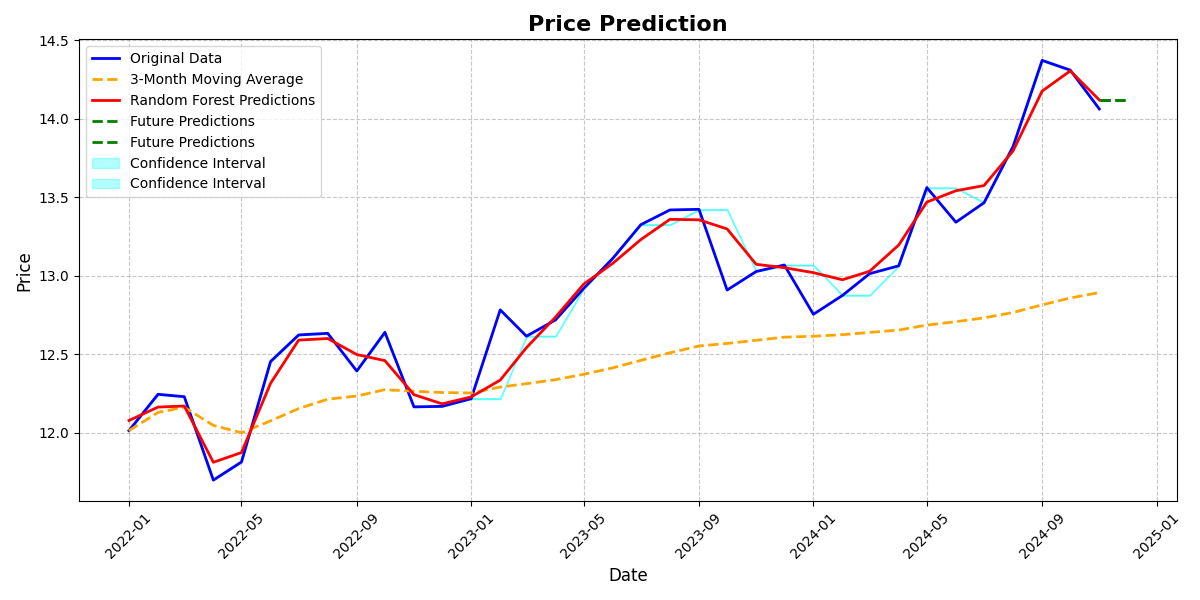 Price Prediction
Price
14.5
14.0
13.5
13.0
12.5
12.0
Original Data
3-Month Moving Average
Random Forest Predictions
Future Predictions
Future Predictions
Confidence Interval
Confidence Interval
2022-01
2022-05
2022-09
2023-01
2023-05
2023-09
2024-01
2024-05
2024-09
2025-01
Date